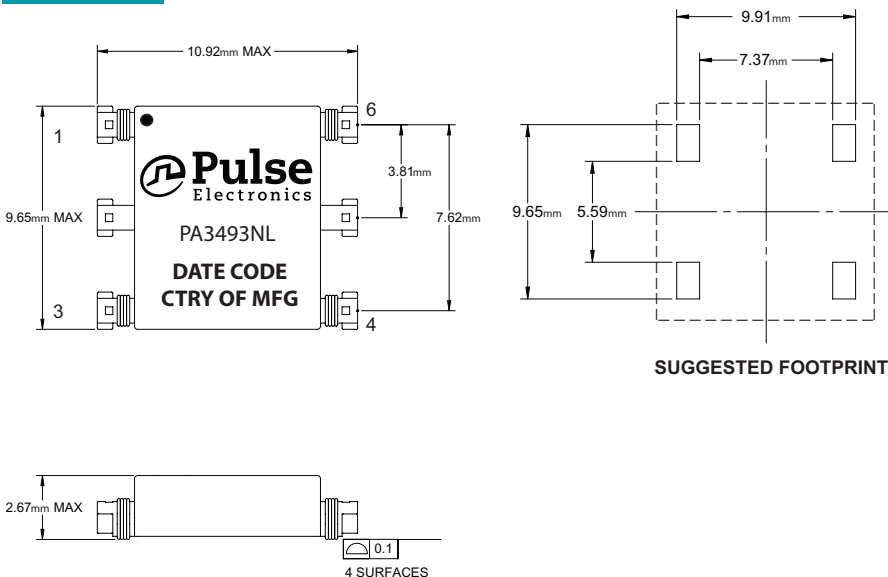 10.92mm MAX
1
6
9.65mm MAX
Pulse
Electronics
PA3493NL
DATE CODE
CTRY OF MFG
3
4
3.81mm
7.62mm
9.91mm
7.37mm
9.65mm
5.59mm
SUGGESTED FOOTPRINT
2.67mm MAX
0.1
4 SURFACES